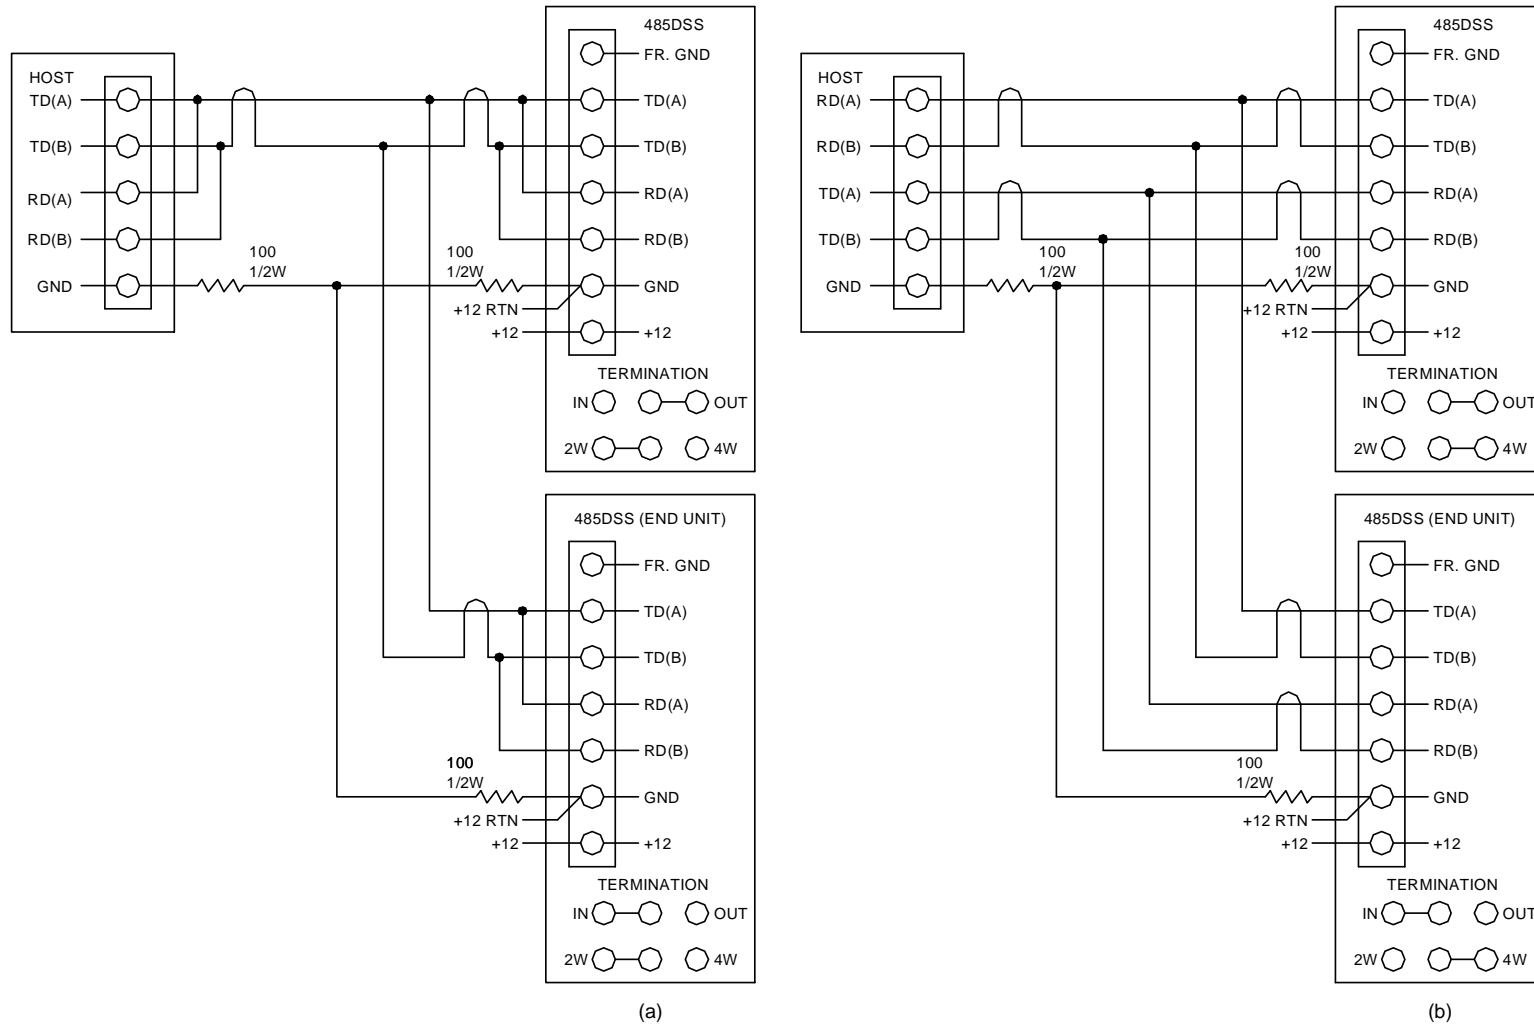 485DSS
HOST
FR. GND
TD(A)
TD(A)
TD(B)
TD(B)
RD(A)
RD(A)
RD(B)
RD(B)
100
1/2W
100
1/2W
GND
GND
+12 RTN
+12
+12
TERMINATION
IN
OUT
2W
4W
485DSS (END UNIT)
FR. GND
TD(A)
TD(B)
RD(A)
RD(B)
100
1/2W
GND
+12 RTN
+12
+12
TERMINATION
IN
OUT
2W
4W
(a)
485DSS
HOST
FR. GND
RD(A)
TD(A)
RD(B)
TD(B)
TD(A)
RD(A)
TD(B)
RD(B)
100
1/2W
100
1/2W
GND
GND
+12 RTN
+12
+12
TERMINATION
IN
OUT
2W
4W
485DSS (END UNIT)
FR. GND
TD(A)
TD(B)
RD(A)
RD(B)
100
1/2W
GND
+12 RTN
+12
+12
TERMINATION
IN
OUT
2W
4W
(b)